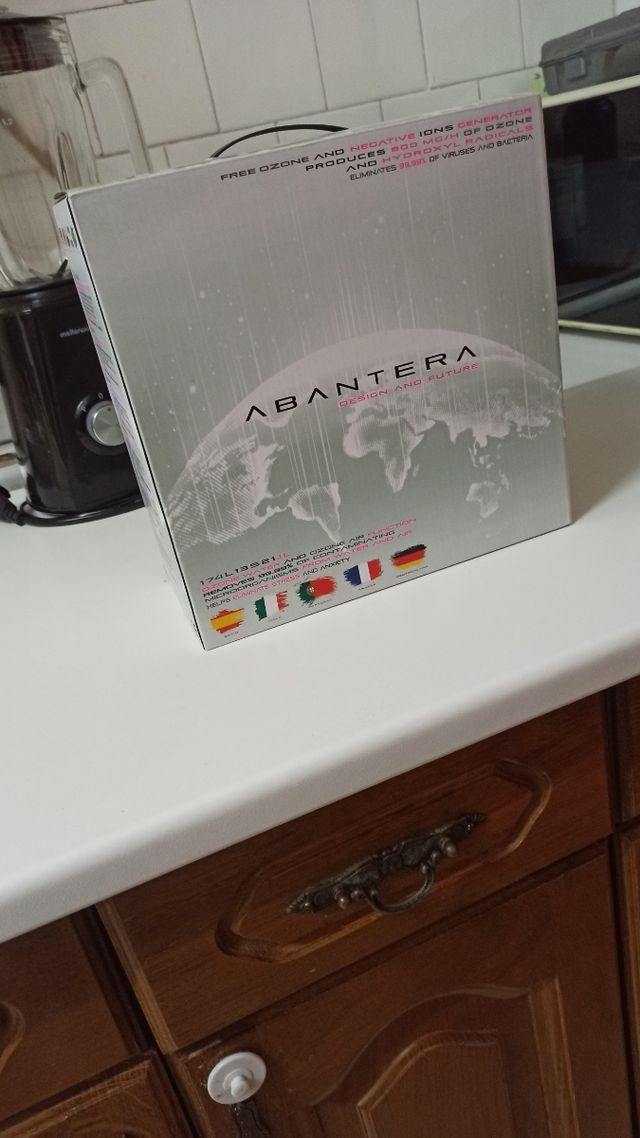 FREE OZONE AND NEGATIVE IONS GENERATOR
PRODUCES 800 MG/H OF OZONE
AND HYDROXYL RADICALS
ELIMINATES 99.99% OF VIRUSES AND BACTERIA
ABANTERA
DESIGN AND FUTURE
OZONE WATER AND OZONE AIR FUNCTION
REMOVES 99.99% OF CONTAMINATING
MICROORGANISMS FROM WATER AND AIR
HELPS ELIMINATE STRESS AND ANXIETY